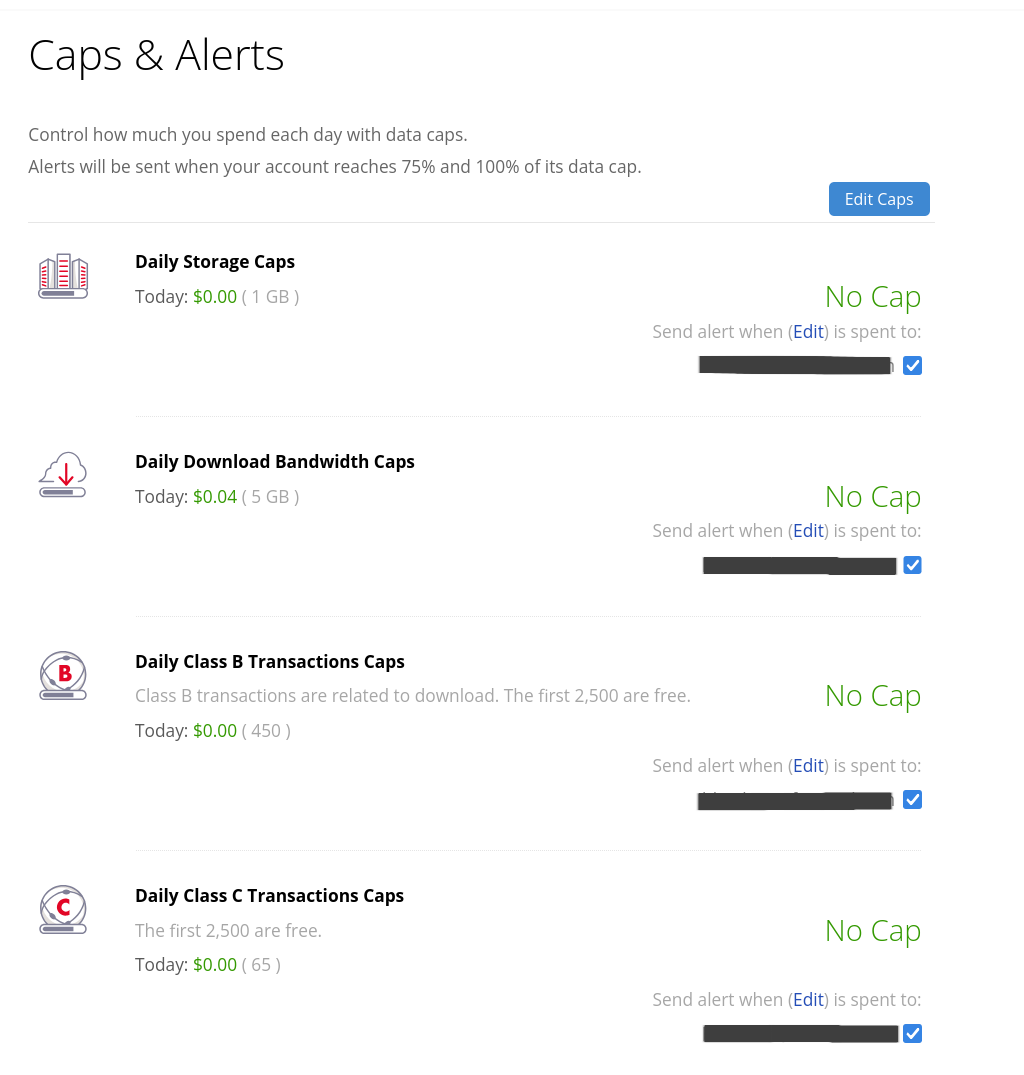 Caps & Alerts
Control how much you spend each day with data caps.
Alerts will be sent when your account reaches 75% and 100% of its data cap.
Edit Caps
Daily Storage Caps
Today: $0.00 ( 1 GB )
No Cap
Send alert when (Edit) is spent to:
Daily Download Bandwidth Caps
Today: $0.04 ( 5 GB )
No Cap
Send alert when (Edit) is spent to:
B
Daily Class B Transactions Caps
Class B transactions are related to download. The first 2,500 are free.
No Cap
Today: $0.00 ( 450 )
Send alert when (Edit) is spent to:
C
Daily Class C Transactions Caps
The first 2,500 are free.
No Cap
Today: $0.00 ( 65 )
Send alert when (Edit) is spent to: